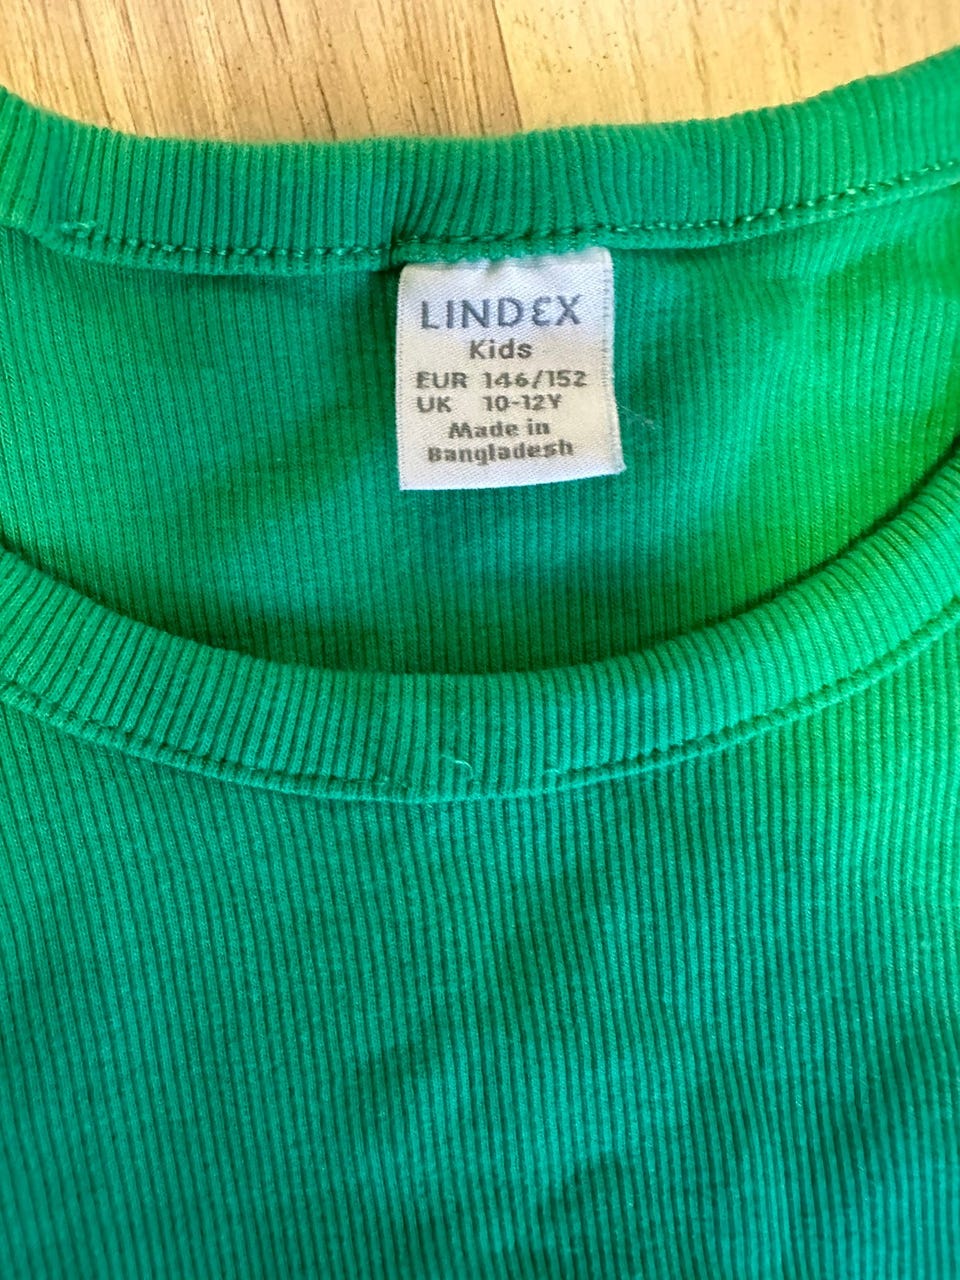 LINDEX
Kids
EUR 146/152
UK 10-12Y
Made in
Bangladesh